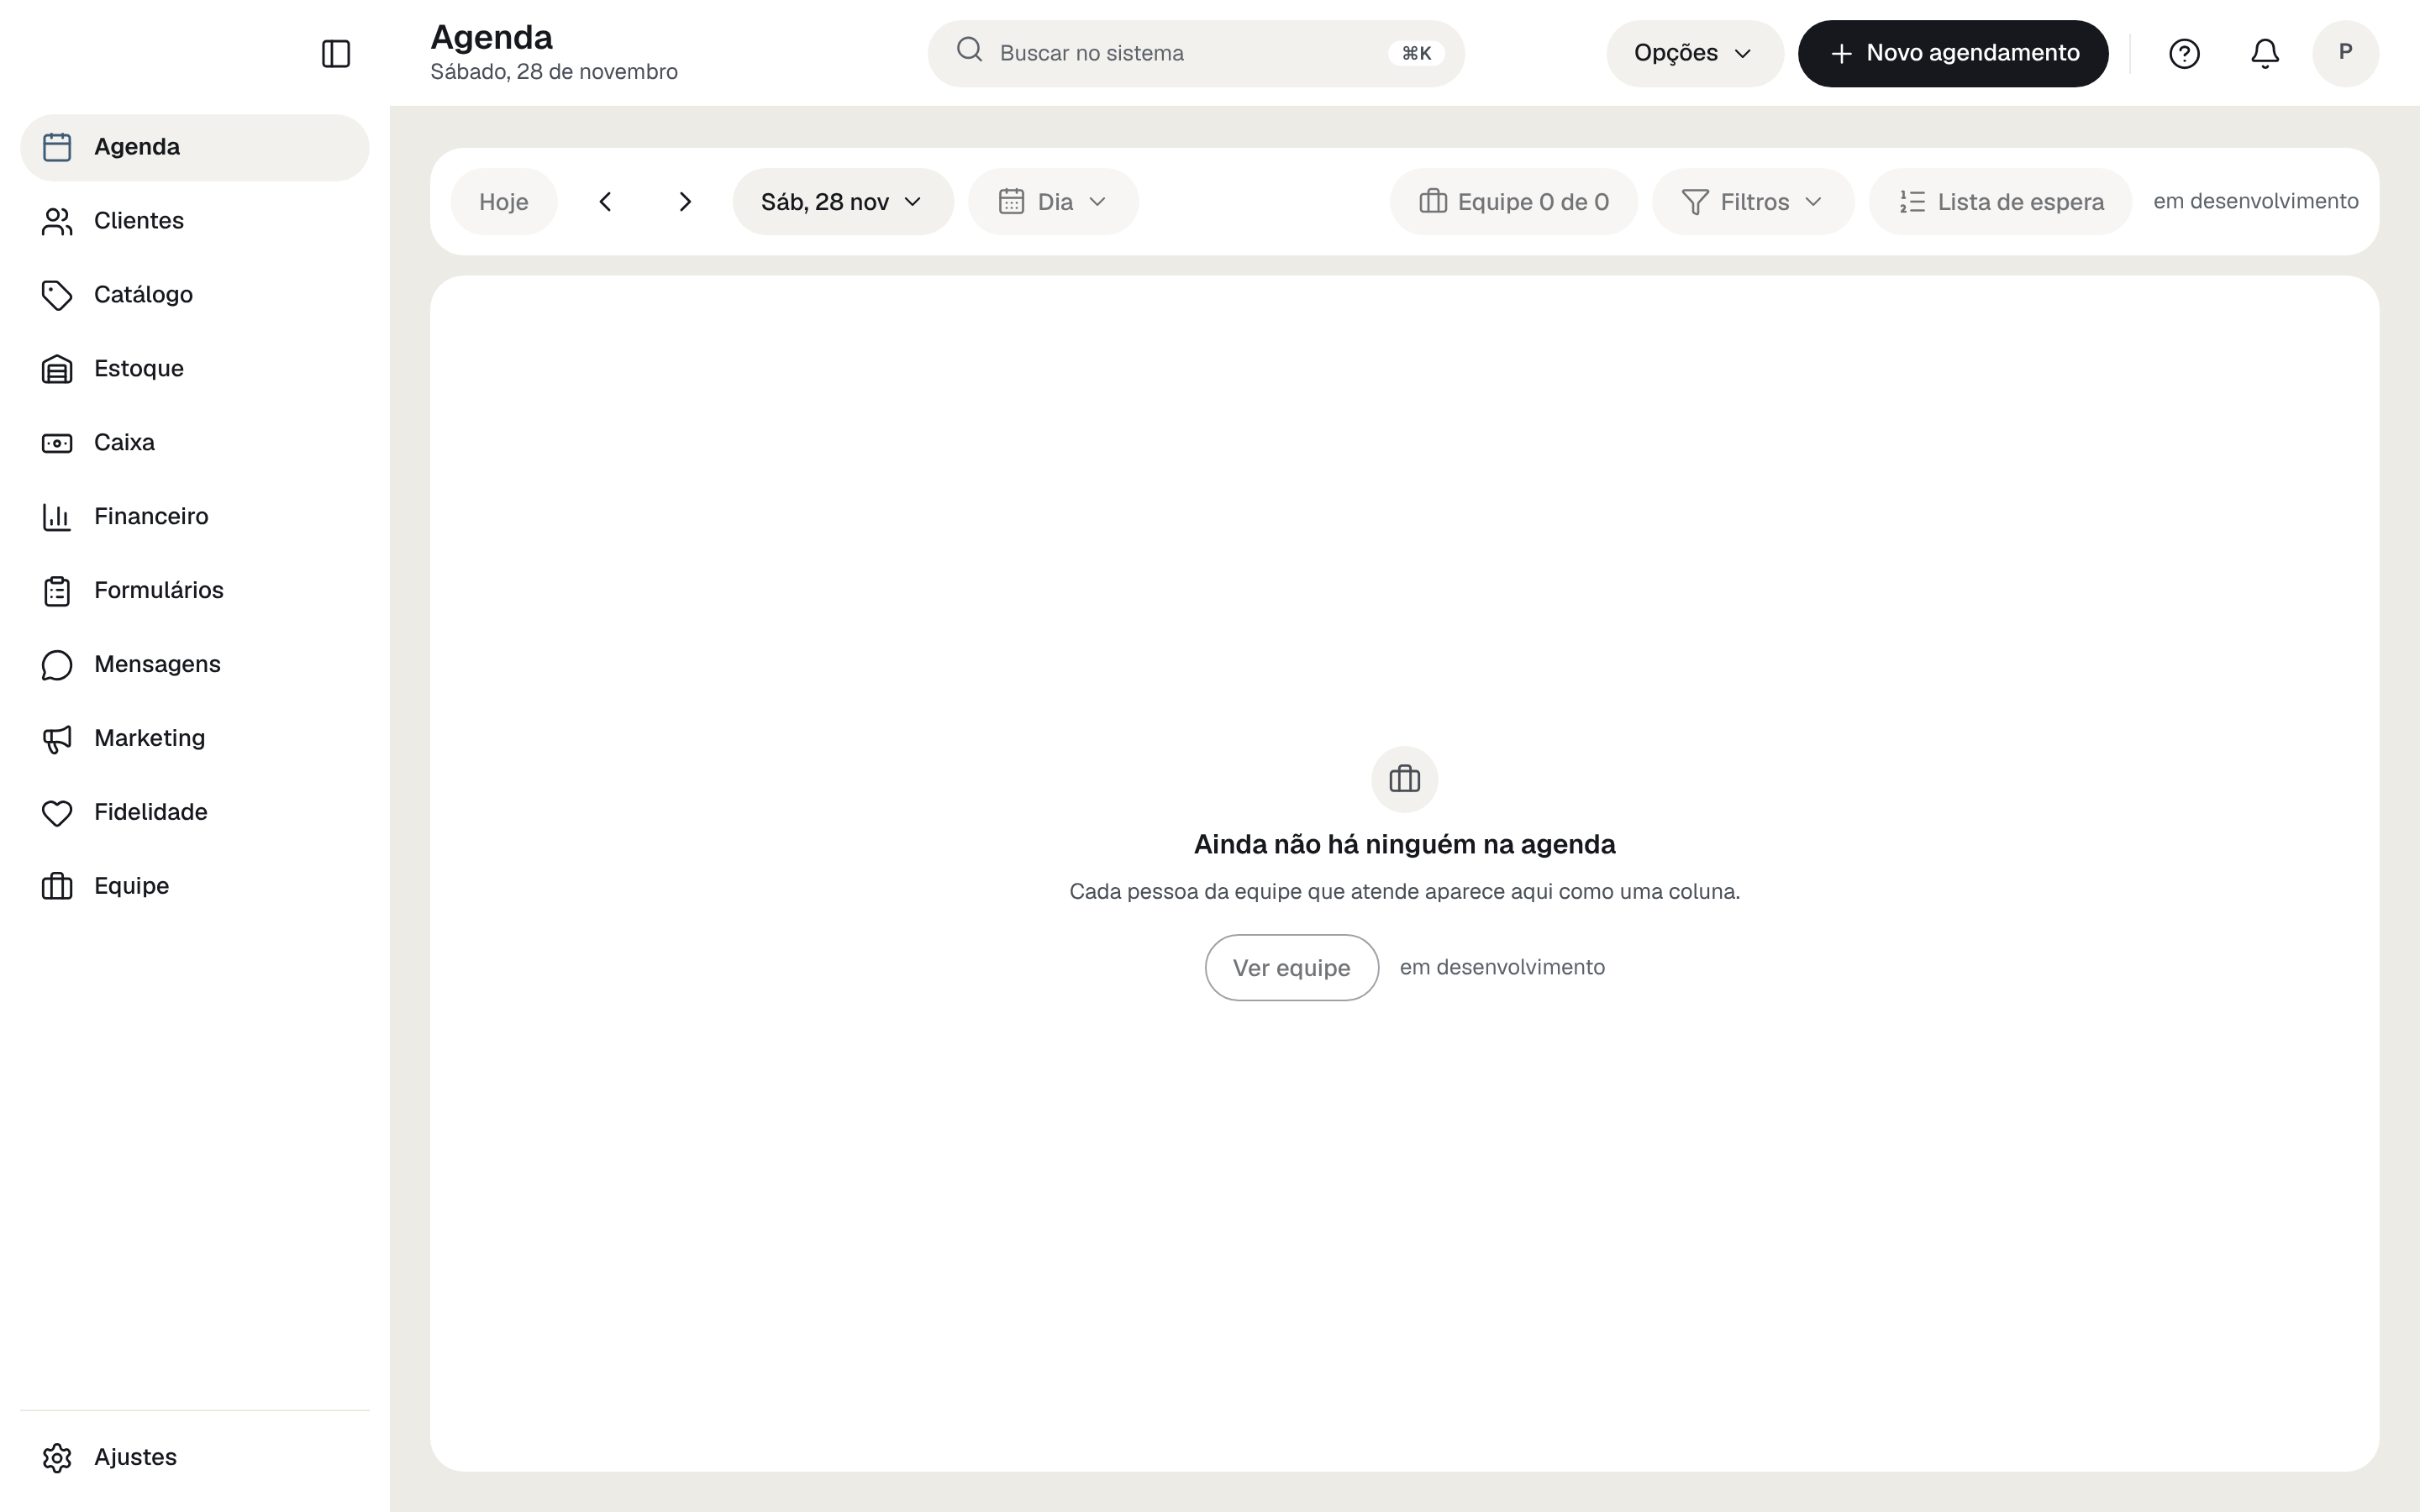 Agenda
Sábado, 28 de novembro
Buscar no sistema
⌘K
Opções
Novo agendamento
P
Agenda
Clientes
Catálogo
Estoque
Caixa
Financeiro
Formulários
Mensagens
Marketing
Fidelidade
Equipe
Ajustes
Hoje
Sáb, 28 nov
Dia
Equipe 0 de 0
Filtros
Lista de espera
em desenvolvimento
Ainda não há ninguém na agenda
Cada pessoa da equipe que atende aparece aqui como uma coluna.
Ver equipe
em desenvolvimento